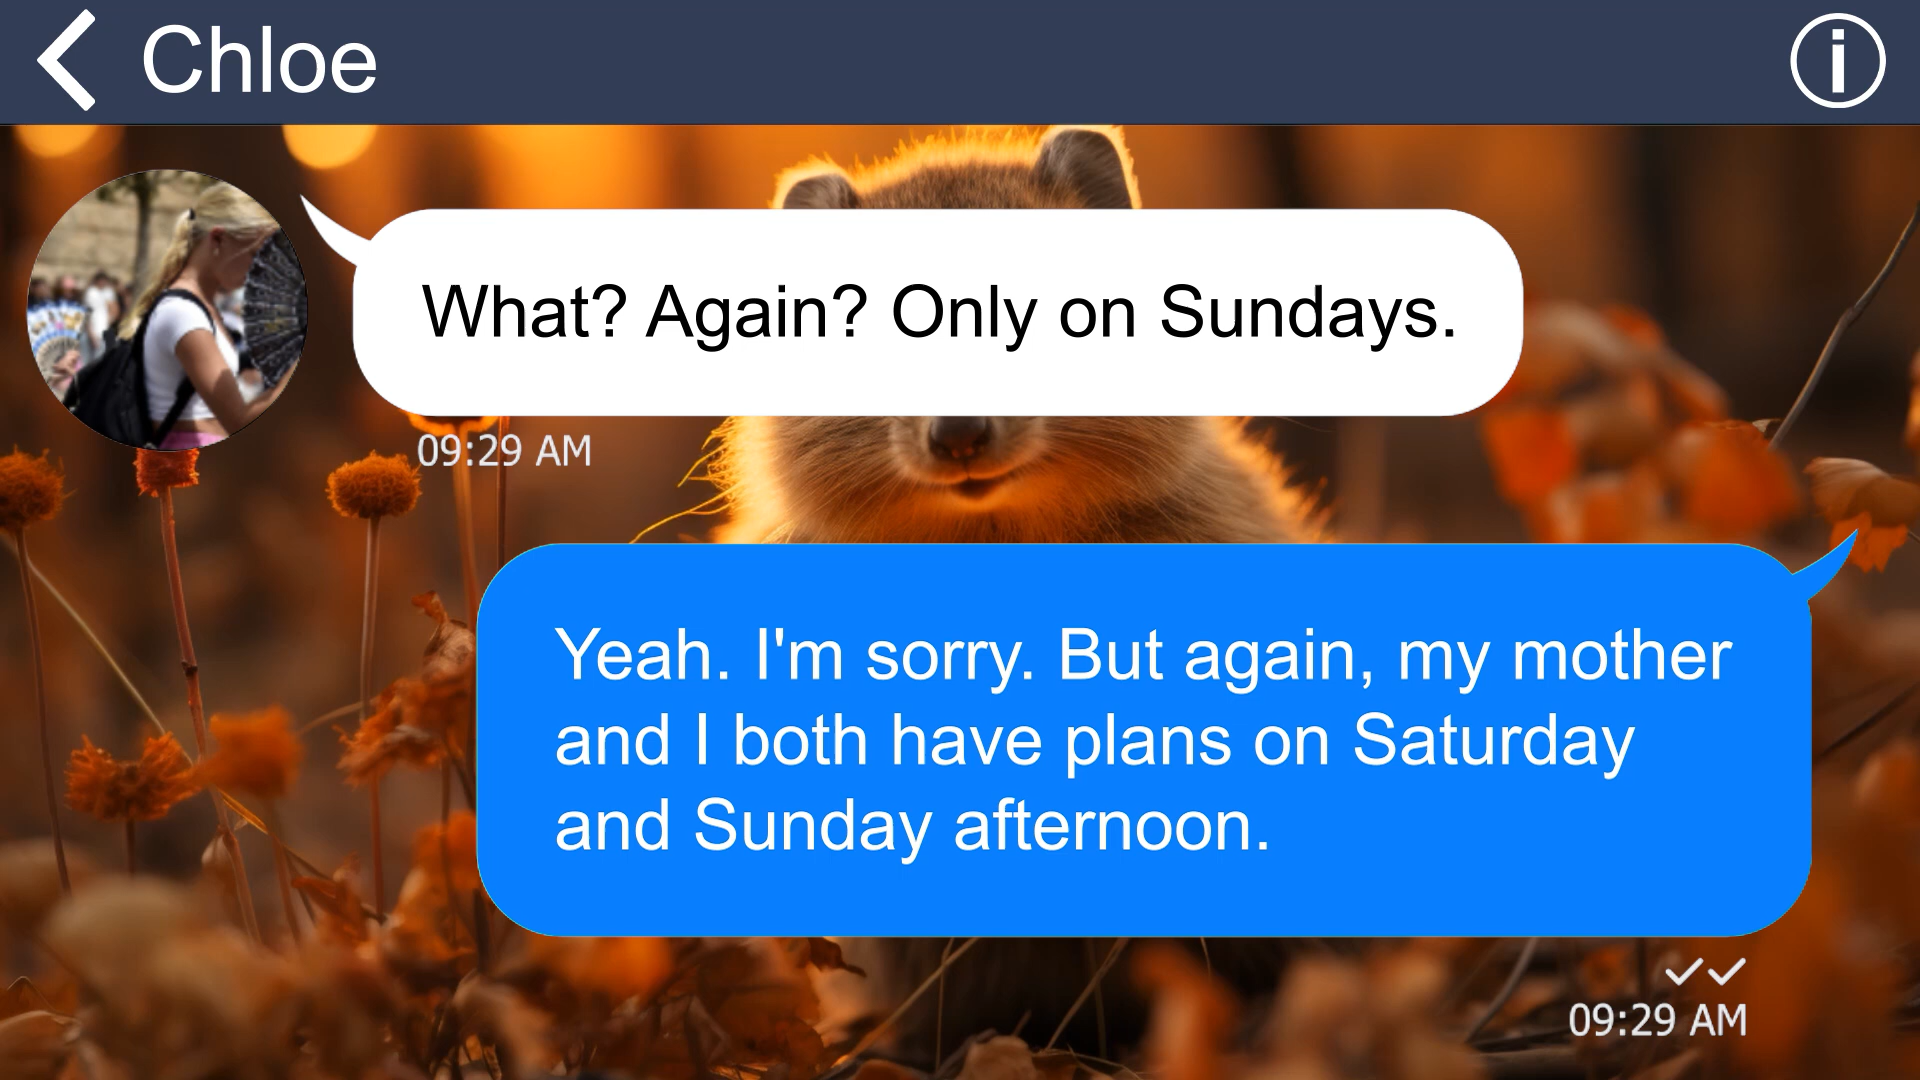 Chloe
What? Again? Only on Sundays.
09:29 AM
Yeah. I'm sorry. But again, my mother
and I both have plans on Saturday
and Sunday afternoon.
09:29 AM